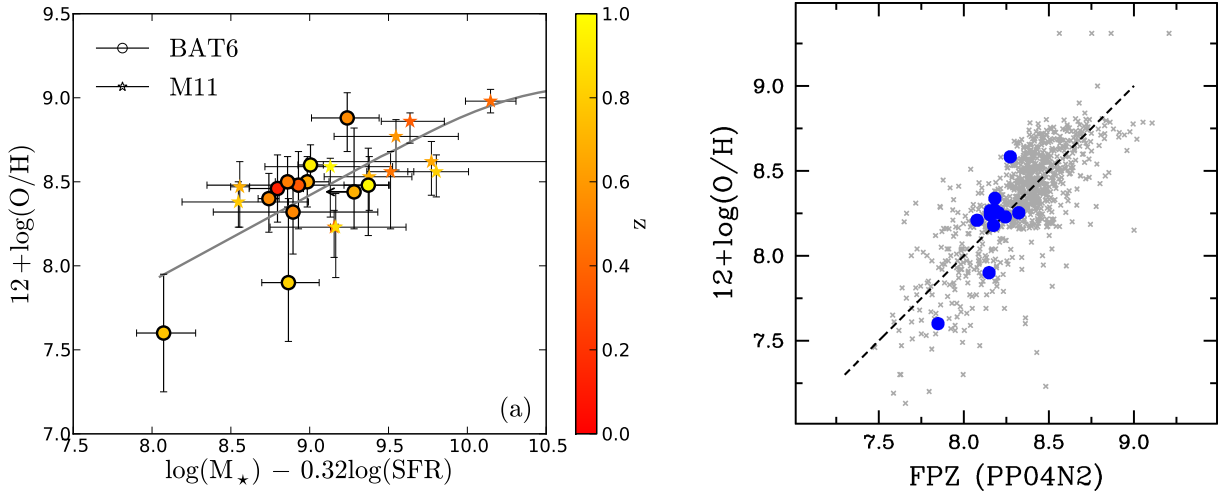 9.5
9.0
8.5
8.0
7.5
7.0
12+log(O/H)
BAT6
M11
(a)
7.5 8.0 8.5 9.0 9.5 10.0 10.5
log(M⋆) − 0.32log(SFR)
1.0
0.8
0.6
0.4
0.2
0.0
z
9.0
8.5
8.0
7.5
12+log(O/H)
7.5 8.0 8.5 9.0
FPZ (PP04N2)